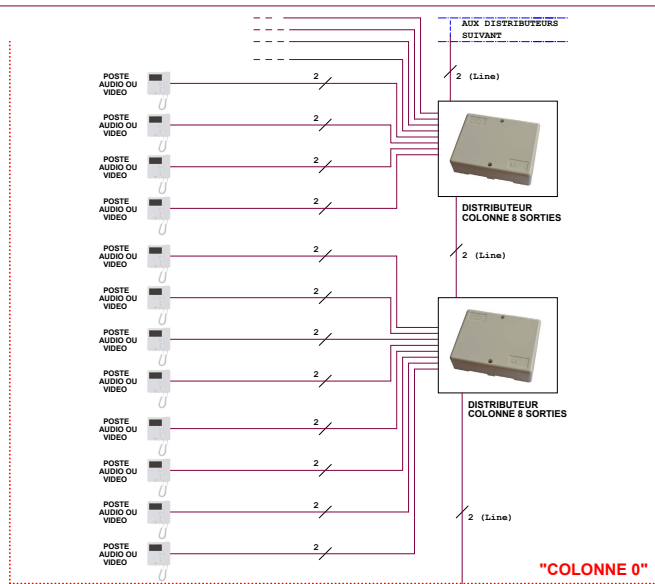 AUX DISTRIBUTEURS
SUIVANT
2 (Line)
POSTE
AUDIO OU
VIDEO
2
POSTE
AUDIO OU
VIDEO
2
POSTE
AUDIO OU
VIDEO
2
POSTE
AUDIO OU
VIDEO
2
DISTRIBUTEUR
COLONNE 8 SORTIES
POSTE
AUDIO OU
VIDEO
2
2 (Line)
POSTE
AUDIO OU
VIDEO
2
POSTE
AUDIO OU
VIDEO
2
POSTE
AUDIO OU
VIDEO
2
DISTRIBUTEUR
COLONNE 8 SORTIES
POSTE
AUDIO OU
VIDEO
2
POSTE
AUDIO OU
VIDEO
2
POSTE
AUDIO OU
VIDEO
2
2 (Line)
POSTE
AUDIO OU
VIDEO
2
"COLONNE 0"